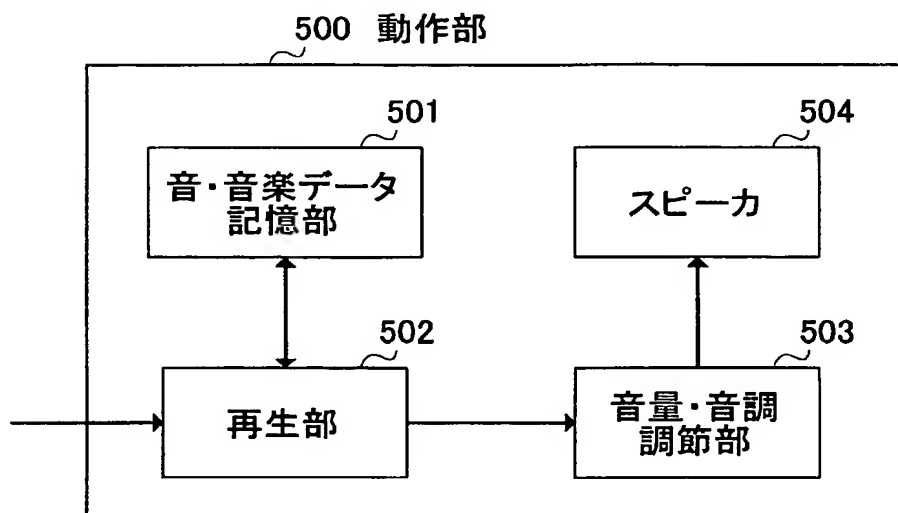 500 動作部
501
音・音楽データ
記憶部
504
スピーカ
502
再生部
503
音量・音調
調節部